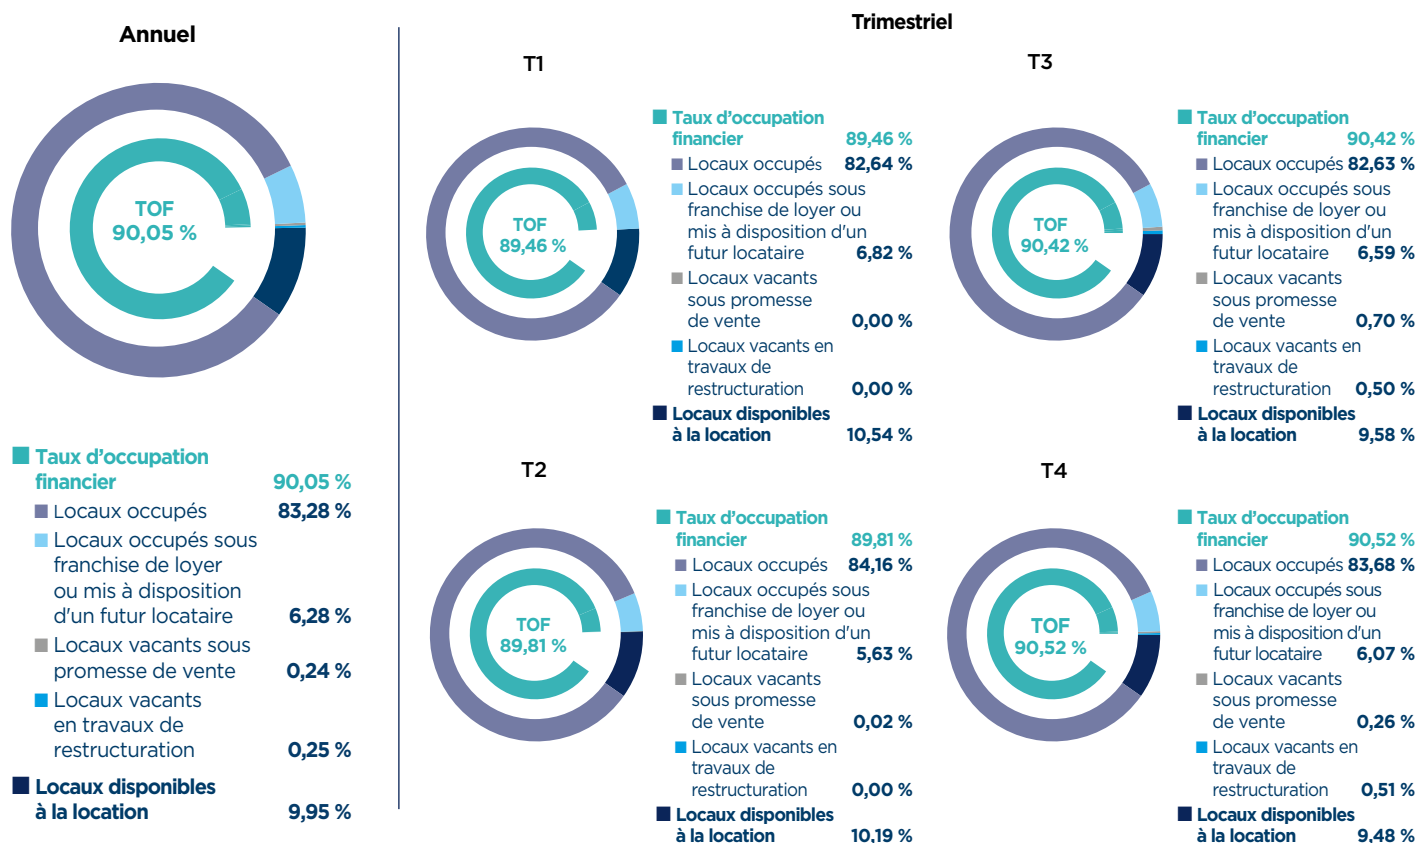 Annuel
TOF
90,05 %
Taux d’occupation
financier 90,05 %
Locaux occupés 83,28 %
Locaux occupés sous
franchise de loyer
ou mis à disposition
d'un futur locataire 6,28 %
Locaux vacants sous
promesse de vente 0,24 %
Locaux vacants
en travaux de
restructuration 0,25 %
Locaux disponibles
à la location 9,95 %
Trimestriel
T1
TOF
89,46 %
Taux d’occupation
financier 89,46 %
Locaux occupés 82,64 %
Locaux occupés sous
franchise de loyer ou
mis à disposition d'un
futur locataire 6,82 %
Locaux vacants
sous promesse
de vente 0,00 %
Locaux vacants en
travaux de
restructuration 0,00 %
Locaux disponibles
à la location 10,54 %
T2
TOF
89,81 %
Taux d’occupation
financier 89,81 %
Locaux occupés 84,16 %
Locaux occupés sous
franchise de loyer ou
mis à disposition d'un
futur locataire 5,63 %
Locaux vacants
sous promesse
de vente 0,02 %
Locaux vacants en
travaux de
restructuration 0,00 %
Locaux disponibles
à la location 10,19 %
T3
TOF
90,42 %
Taux d’occupation
financier 90,42 %
Locaux occupés 82,63 %
Locaux occupés sous
franchise de loyer ou
mis à disposition d'un
futur locataire 6,59 %
Locaux vacants
sous promesse
de vente 0,70 %
Locaux vacants en
travaux de
restructuration 0,50 %
Locaux disponibles
à la location 9,58 %
T4
TOF
90,52 %
Taux d’occupation
financier 90,52 %
Locaux occupés 83,68 %
Locaux occupés sous
franchise de loyer ou
mis à disposition d'un
futur locataire 6,07 %
Locaux vacants
sous promesse
de vente 0,26 %
Locaux vacants en
travaux de
restructuration 0,51 %
Locaux disponibles
à la location 9,48 %